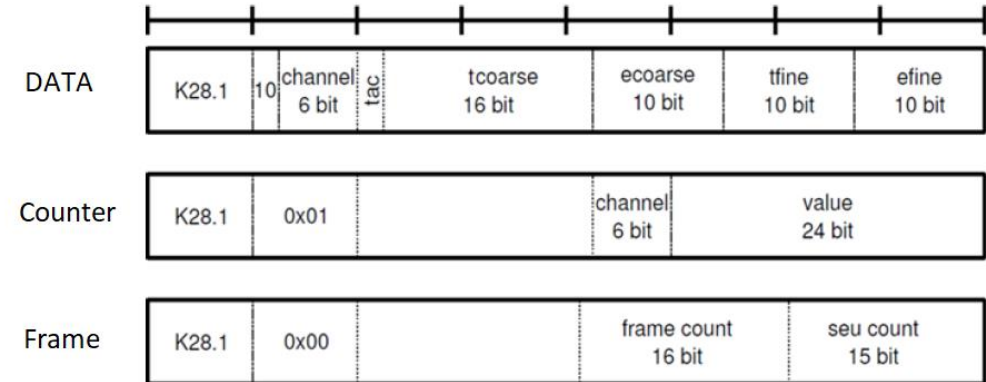 DATA
K28.1
10
channel
6 bit
tac
tcoarse
16 bit
ecoarse
10 bit
tfine
10 bit
efine
10 bit
Counter
K28.1
0x01
channel
6 bit
value
24 bit
Frame
K28.1
0x00
frame count
16 bit
seu count
15 bit